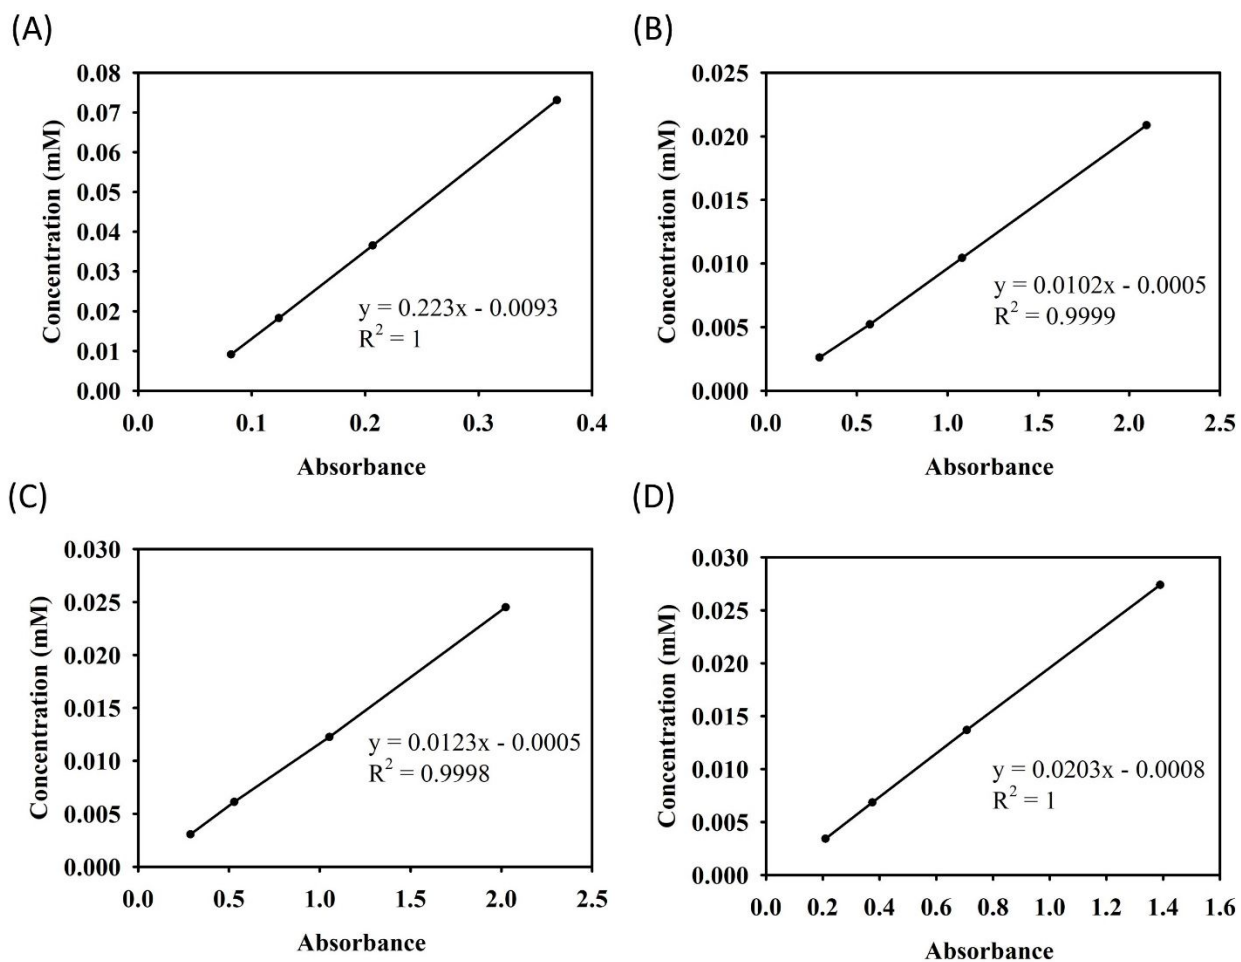 (A)
Concentration (mM)
0.08
0.07
0.06
0.05
0.04
0.03
0.02
0.01
0.00
y = 0.223x - 0.0093
R² = 1
0.0 0.1 0.2 0.3 0.4
Absorbance
(B)
Concentration (mM)
0.025
0.020
0.015
0.010
0.005
0.000
y = 0.0102x - 0.0005
R² = 0.9999
0.0 0.5 1.0 1.5 2.0 2.5
Absorbance
(C)
Concentration (mM)
0.030
0.025
0.020
0.015
0.010
0.005
0.000
y = 0.0123x - 0.0005
R² = 0.9998
0.0 0.5 1.0 1.5 2.0 2.5
Absorbance
(D)
Concentration (mM)
0.030
0.025
0.020
0.015
0.010
0.005
0.000
y = 0.0203x - 0.0008
R² = 1
0.0 0.2 0.4 0.6 0.8 1.0 1.2 1.4 1.6
Absorbance